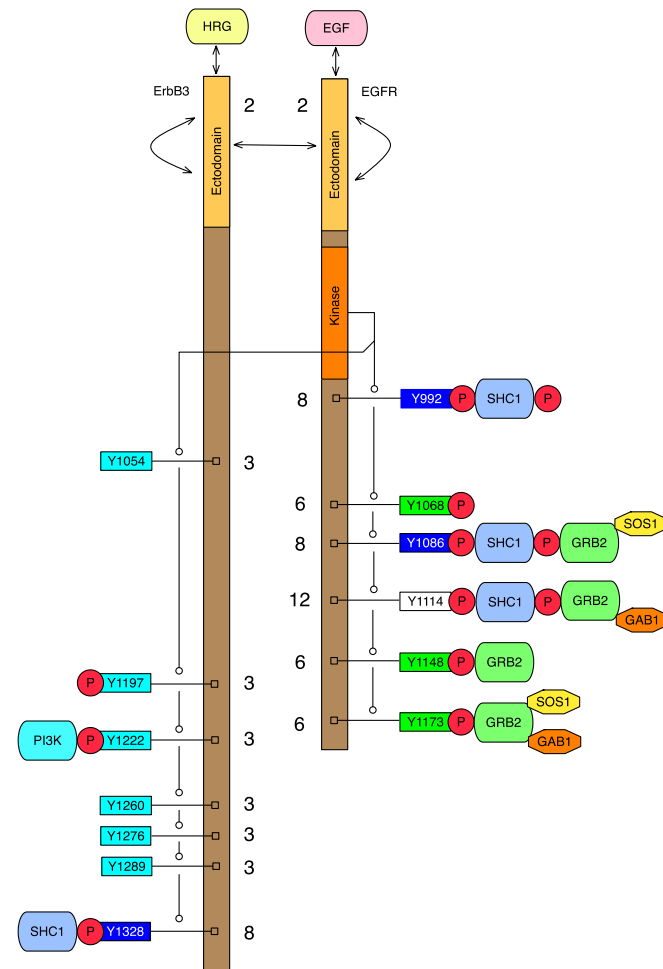 HRG
EGF
ErbB3
EGFR
2
2
Ectodomain
Ectodomain
Kinase
8
Y992
P
SHC1
P
Y1054
3
6
Y1068
P
SOS1
8
Y1086
P
SHC1
P
GRB2
12
Y1114
P
SHC1
P
GRB2
GAB1
6
Y1148
P
GRB2
P
Y1197
3
SOS1
6
Y1173
P
GRB2
GAB1
PI3K
P
Y1222
3
Y1260
3
Y1276
3
Y1289
3
SHC1
P
Y1328
8